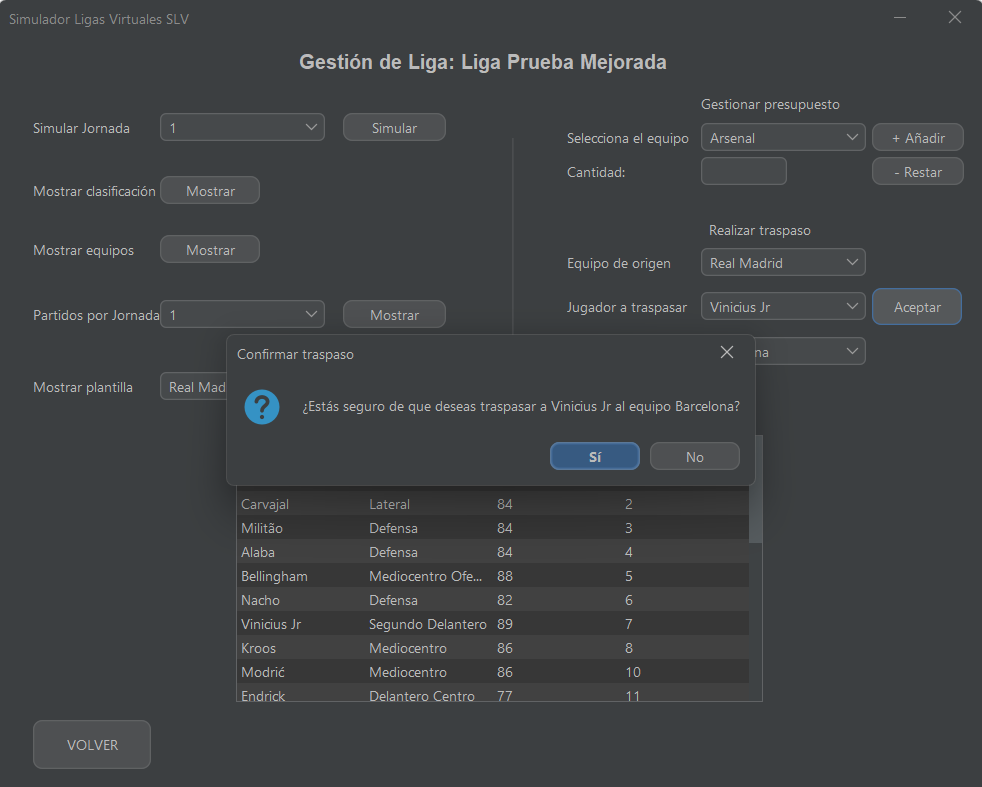 Simulador Ligas Virtuales SLV
Gestión de Liga: Liga Prueba Mejorada
Simular Jornada 1 Simular
Mostrar clasificación Mostrar
Mostrar equipos Mostrar
Partidos por Jornada 1 Mostrar
Mostrar plantilla Real Mad
Gestionar presupuesto
Selecciona el equipo Arsenal + Añadir
Cantidad: - Restar
Realizar traspaso
Equipo de origen Real Madrid
Jugador a traspasar Vinicius Jr Aceptar
na
Confirmar traspaso
¿Estás seguro de que deseas traspasar a Vinicius Jr al equipo Barcelona?
Sí No
Carvajal Lateral 84 2
Militão Defensa 84 3
Alaba Defensa 84 4
Bellingham Mediocentro Ofe... 88 5
Nacho Defensa 82 6
Vinicius Jr Segundo Delantero 89 7
Kroos Mediocentro 86 8
Modrić Mediocentro 86 10
Endrick Delantero Centro 77 11
VOLVER